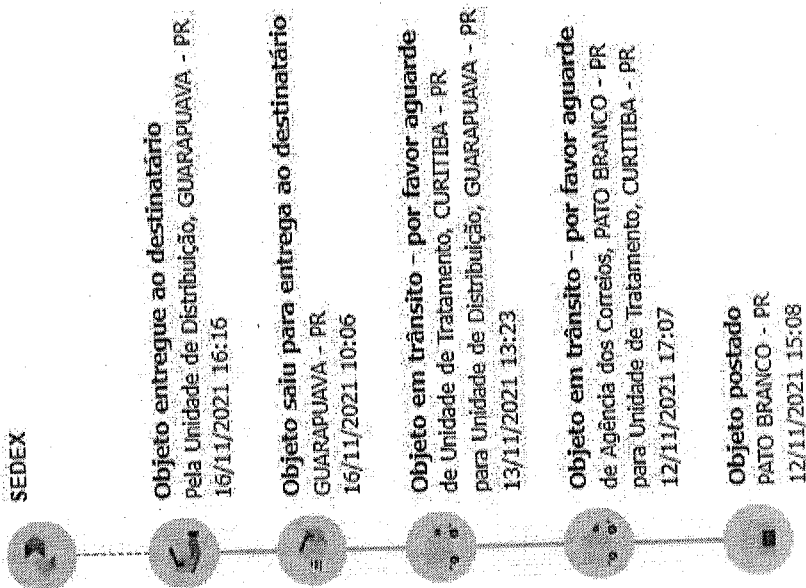 SEDEX
Objeto entregue ao destinatário
Pela Unidade de Distribuição, GUARAPUAVA - PR
16/11/2021 16:16
Objeto saiu para entrega ao destinatário
GUARAPUAVA - PR
16/11/2021 10:06
Objeto em trânsito - por favor aguarde
de Unidade de Tratamento, CURITIBA - PR
para Unidade de Distribuição, GUARAPUAVA - PR
13/11/2021 13:23
Objeto em trânsito - por favor aguarde
de Agência dos Correios, PATO BRANCO - PR
para Unidade de Tratamento, CURITIBA - PR
12/11/2021 17:07
Objeto postado
PATO BRANCO - PR
12/11/2021 15:08